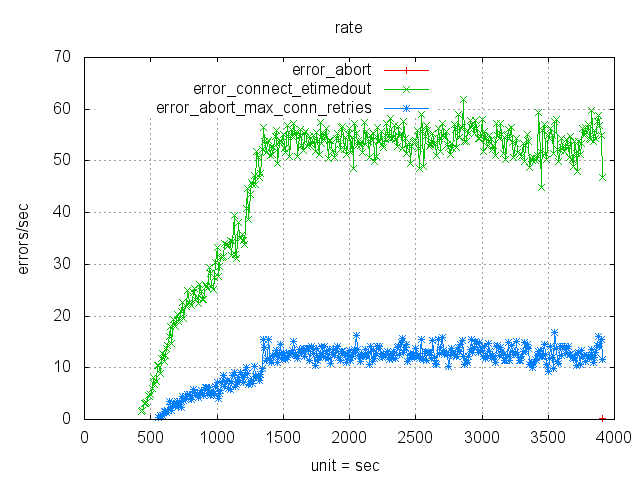 rate
70
60
50
40
30
20
10
0
errors/sec
error_abort
error_connect_etimedout
error_abort_max_conn_retries
0 500 1000 1500 2000 2500 3000 3500 4000
unit = sec